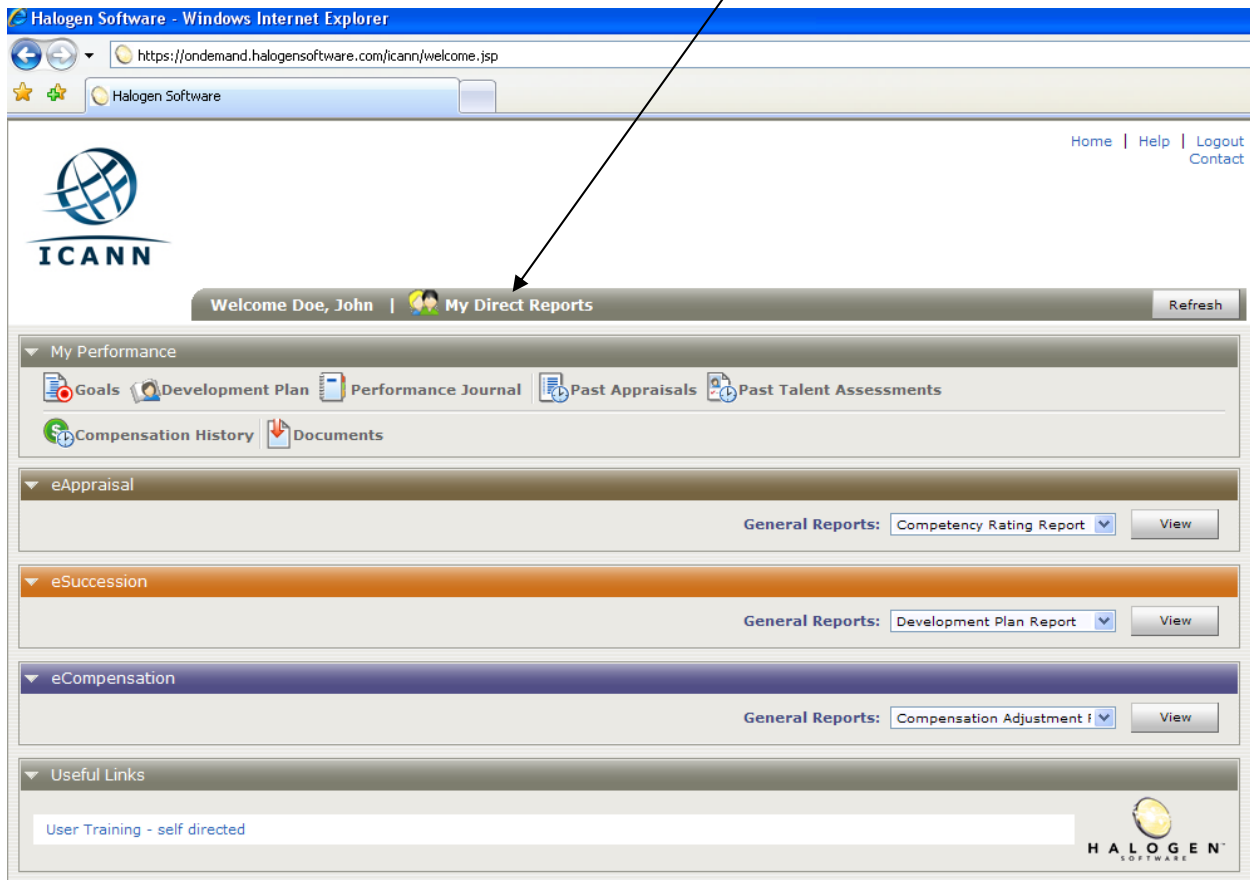 Halogen Software - Windows Internet Explorer
https://ondemand.halogensoftware.com/icann/welcome.jsp
Halogen Software
Home | Help | Logout
Contact
ICANN
Welcome Doe, John | My Direct Reports Refresh
My Performance
Goals Development Plan Performance Journal Past Appraisals Past Talent Assessments
Compensation History Documents
eAppraisal
General Reports: Competency Rating Report View
eSuccession
General Reports: Development Plan Report View
eCompensation
General Reports: Compensation Adjustment View
Useful Links
User Training - self directed
HALOGEN
SOFTWARE